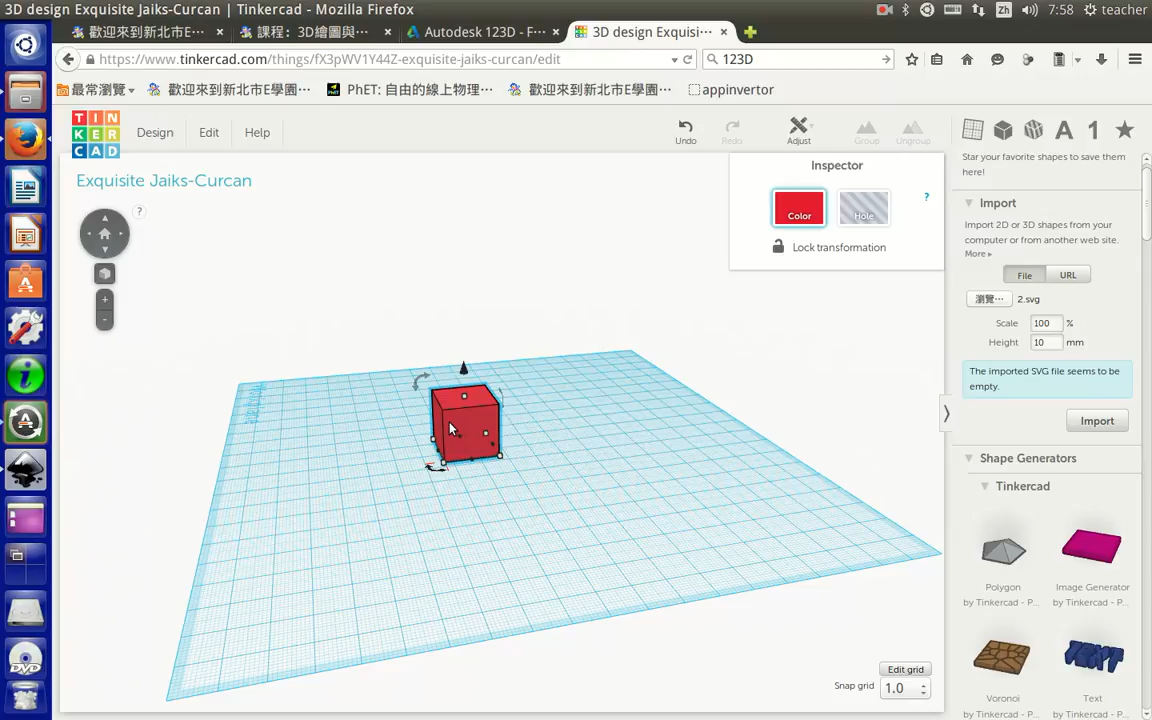 3D design Exquisite Jaiks-Curcan | Tinkercad - Mozilla Firefox
Zh
7:58
teacher
歡迎來到新北市E學園…
課程：3D繪圖與…
Autodesk 123D - F…
3D design Exquisi…
https://www.tinkercad.com/things/fX3pWV1Y44Z-exquisite-jaiks-curcan/edit
123D
最常瀏覽
歡迎來到新北市E學園…
PhET: 自由的線上物理…
歡迎來到新北市E學園…
appinvertor
TIN
KER
CAD
Design
Edit
Help
Undo
Redo
Adjust
Group
Ungroup
Exquisite Jaiks-Curcan
?
Inspector
Color
Hole
?
Lock transformation
Star your favorite shapes to save them
here!
Import
Import 2D or 3D shapes from your
computer or from another web site.
More
File
URL
瀏覽…
2.svg
Scale
100
%
Height
10
mm
The imported SVG file seems to be
empty.
Import
Shape Generators
Tinkercad
Polygon
by Tinkercad - P...
Image Generator
by Tinkercad - P...
Voronoi
by Tinkercad - P...
Text
by Tinkercad - P...
Edit grid
Snap grid
1.0